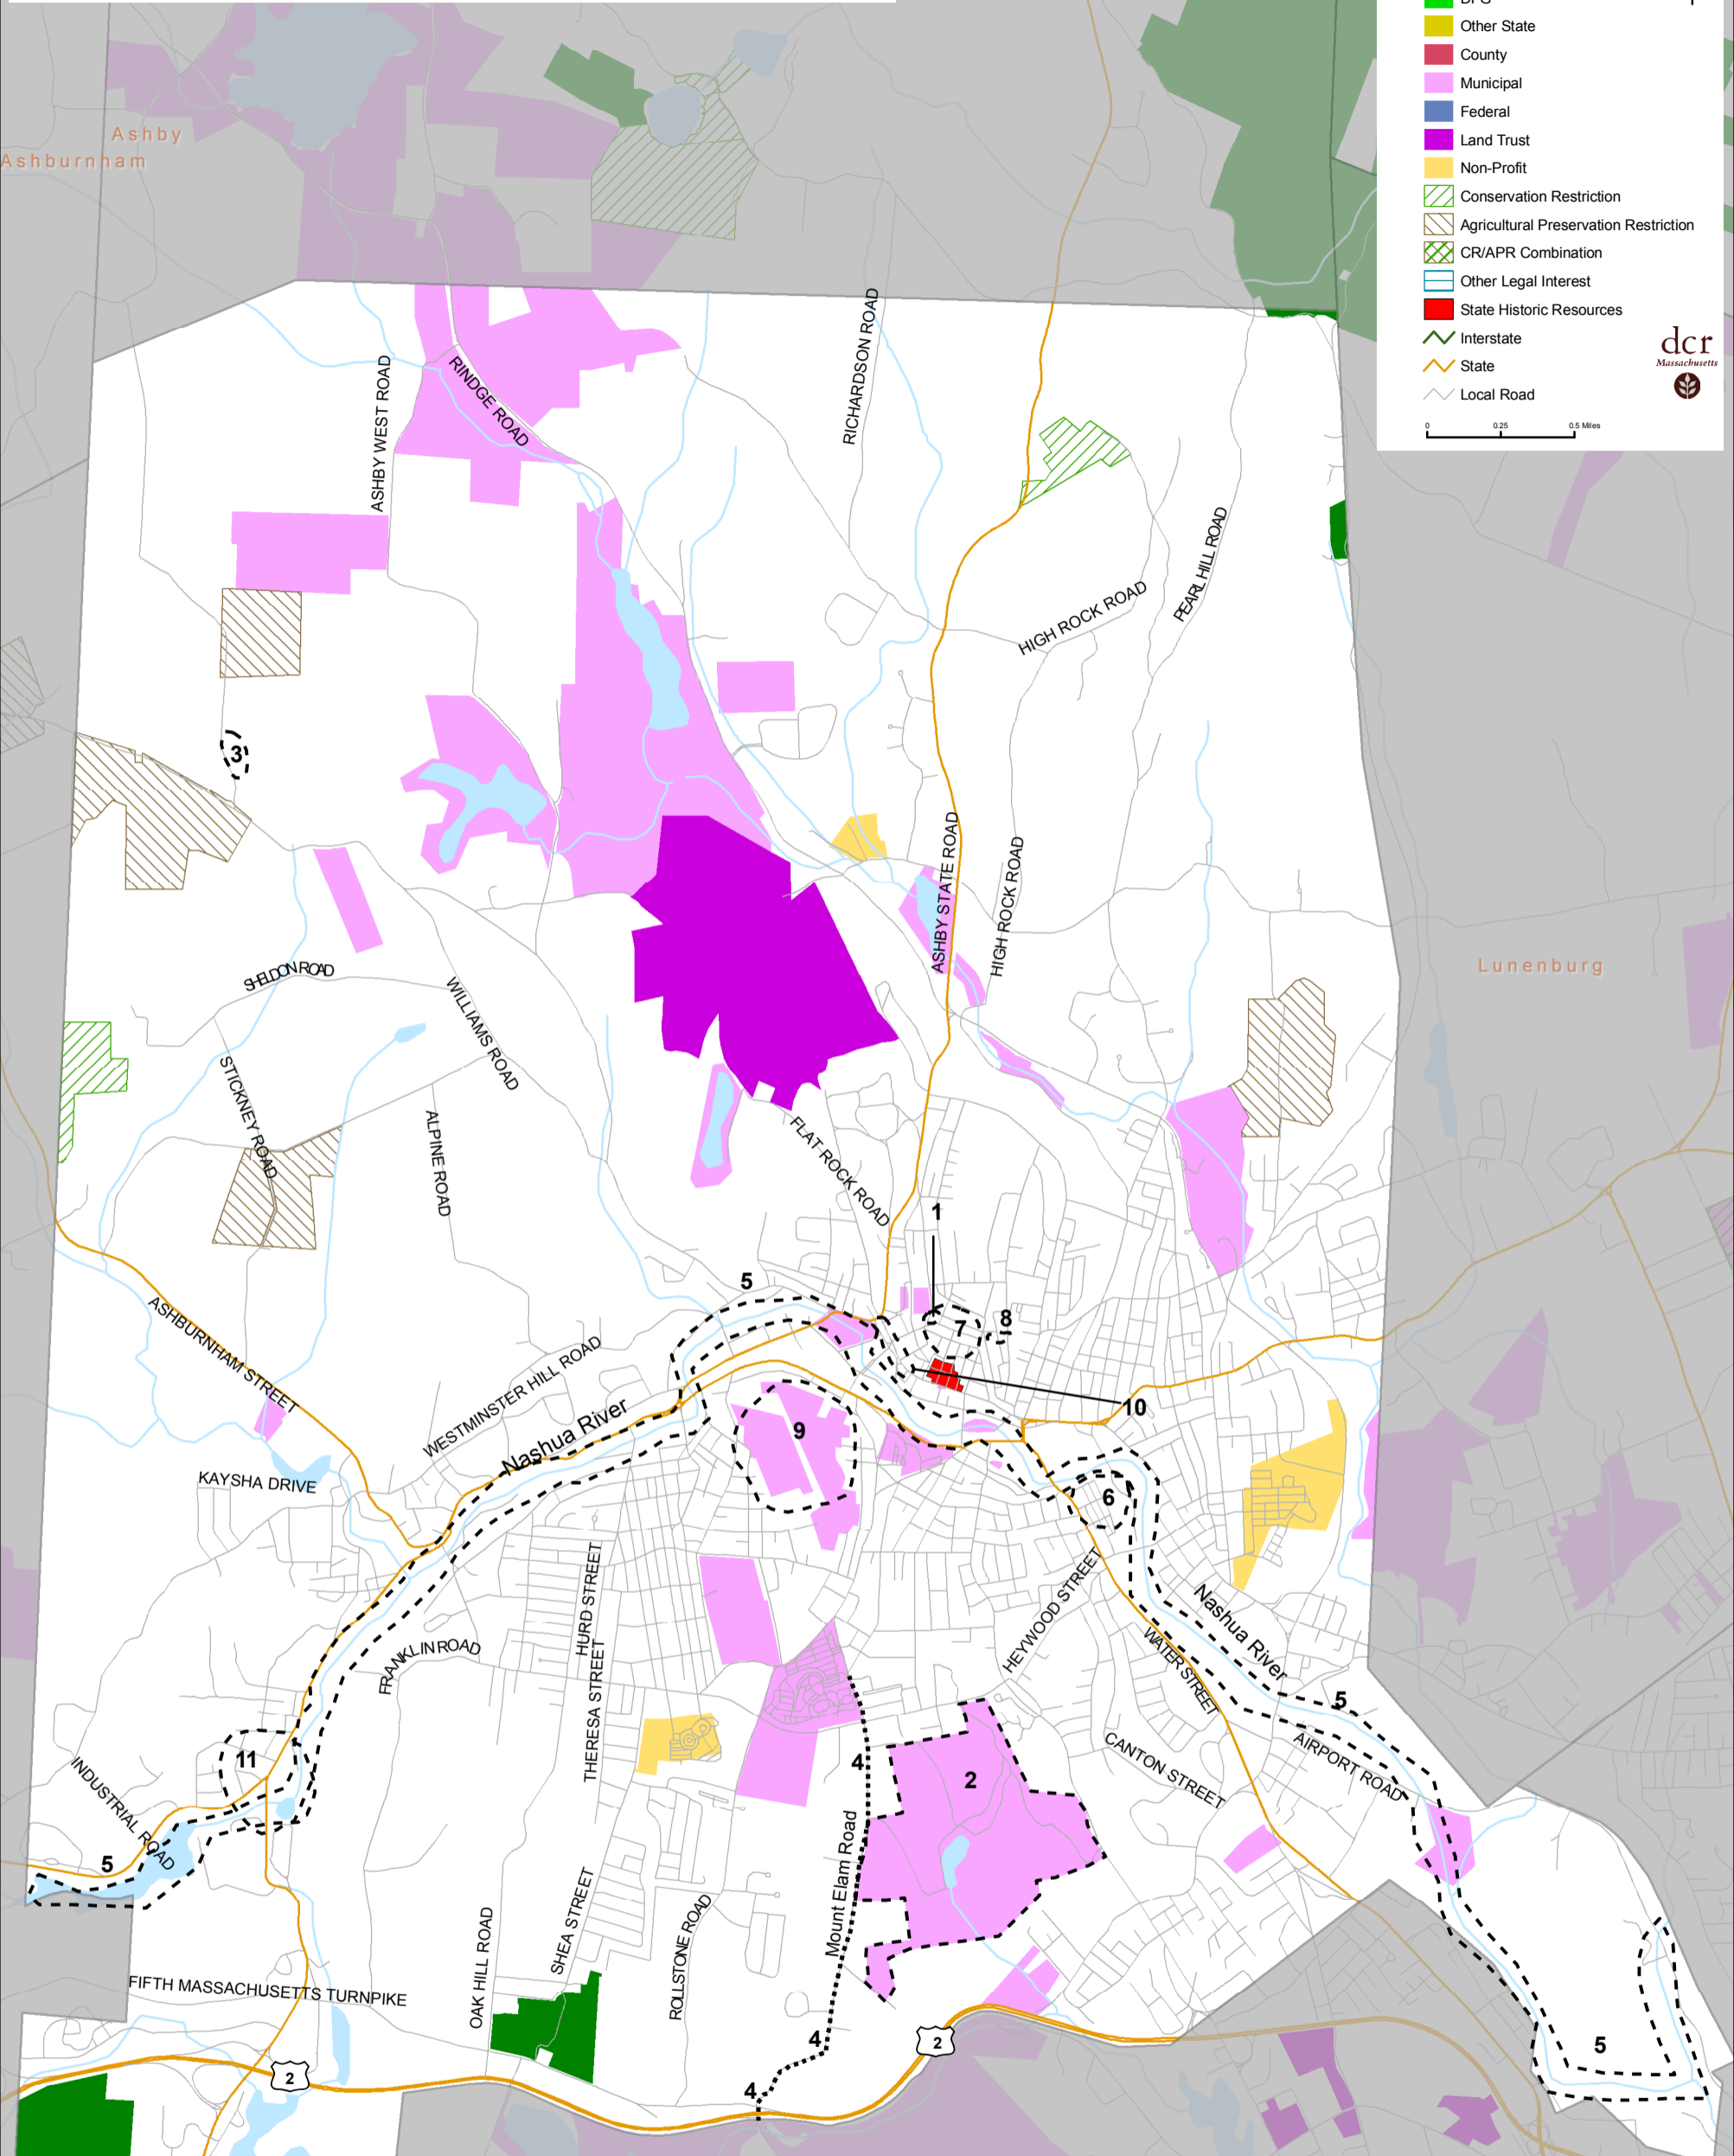 Other State
County
Municipal
Federal
Land Trust
Non-Profit
Conservation Restriction
Agricultural Preservation Restriction
CR/APR Combination
Other Legal Interest
State Historic Resources
Interstate
State
Local Road
dcr
Massachusetts
0 0.25 0.5 Miles
Ashby
Ashburnham
RICHARDSON ROAD
ASHBY WEST ROAD
RINDGE ROAD
PEARL HILL ROAD
HIGH ROCK ROAD
3
ASHBY STATE ROAD
HIGH ROCK ROAD
Lunenburg
SHELDON ROAD
WILLIAMS ROAD
STICKNEY ROAD
ALPINE ROAD
FLAT ROCK ROAD
1
5
7
8
ASHBURNHAM STREET
WESTMINSTER HILL ROAD
Nashua River
10
9
KAYSHA DRIVE
6
HURD STREET
HEYWOOD STREET
Nashua River
FRANKLIN ROAD
THERESA STREET
WATER STREET
5
11
4
2
AIRPORT ROAD
CANTON STREET
INDUSTRIAL ROAD
5
Mount Elam Road
SHEA STREET
ROLLSTONE ROAD
OAK HILL ROAD
FIFTH MASSACHUSETTS TURNPIKE
4
2
5
2
4